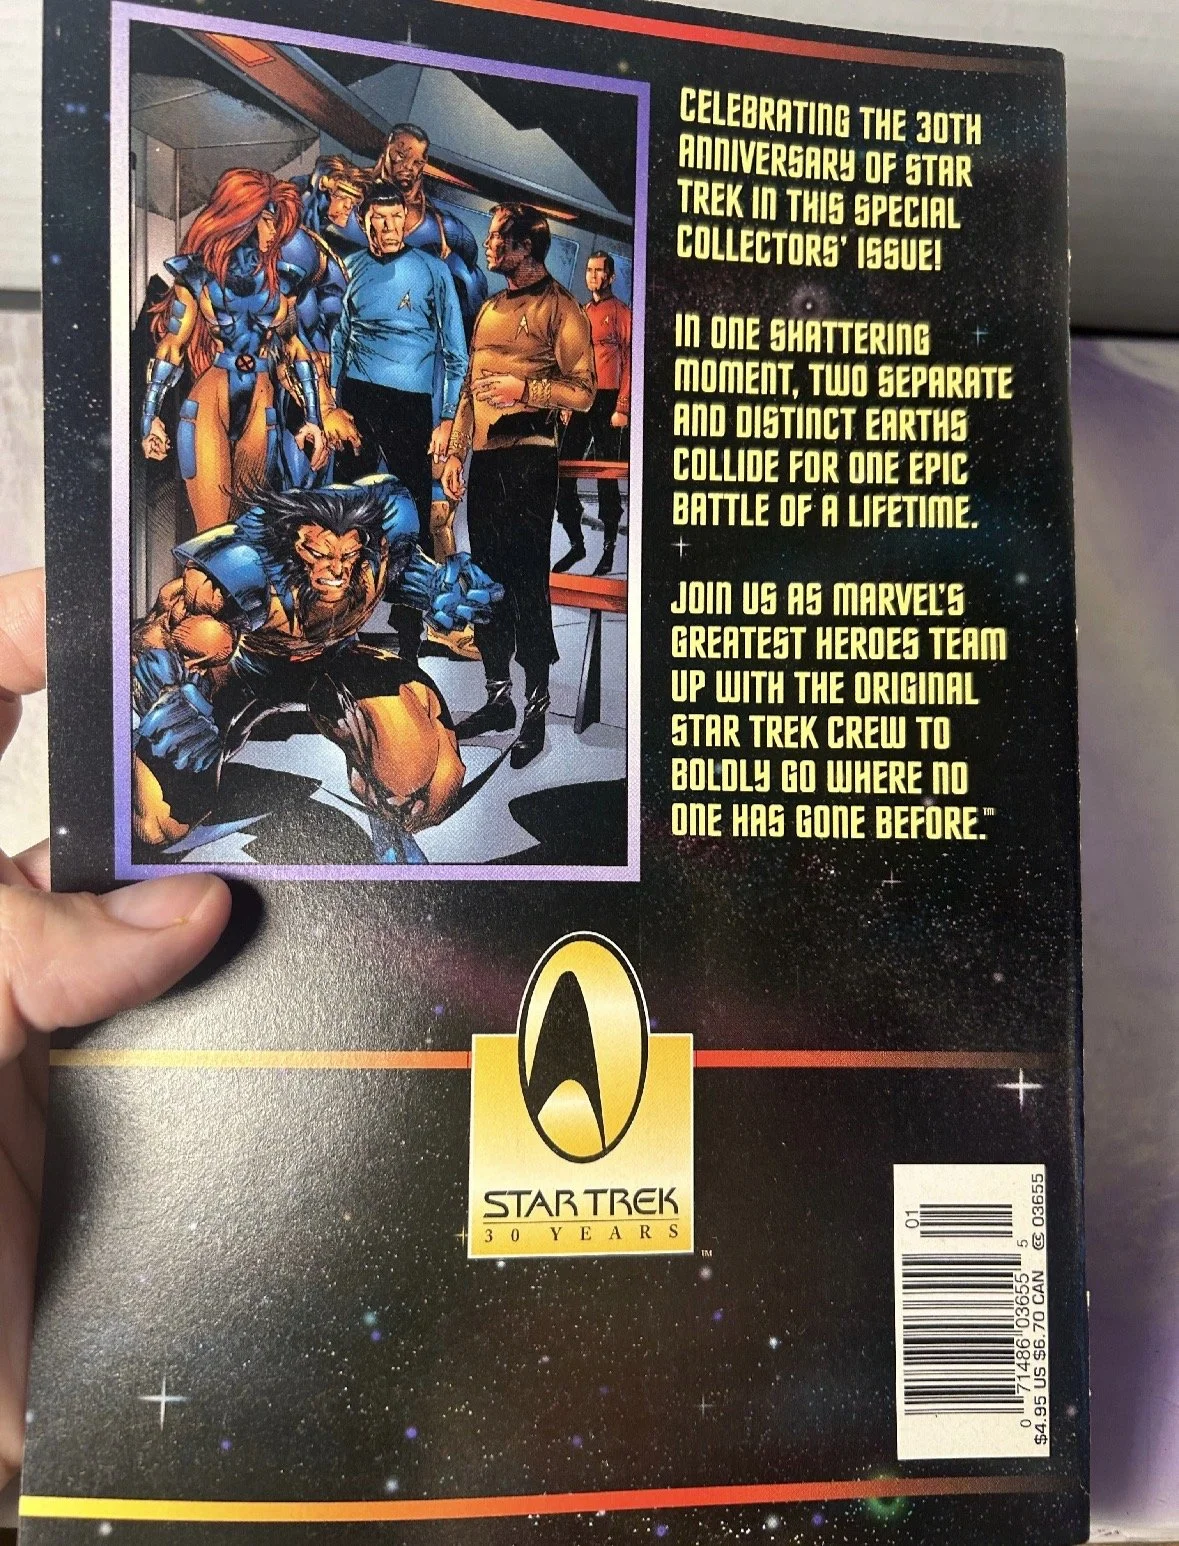 CELEBRATING THE 30TH
ANNIVERSARY OF STAR
TREK IN THIS SPECIAL
COLLECTORS' ISSUE!
IN ONE SHATTERING
MOMENT, TWO SEPARATE
AND DISTINCT EARTHS
COLLIDE FOR ONE EPIC
BATTLE OF A LIFETIME.
JOIN US AS MARVEL'S
GREATEST HEROES TEAM
UP WITH THE ORIGINAL
STAR TREK CREW TO
BOLDLY GO WHERE NO
ONE HAS GONE BEFORE.™
STAR TREK
30 YEARS
TM
01
0 71486 03655 5
$4.95 US $6.70 CAN CC 03655